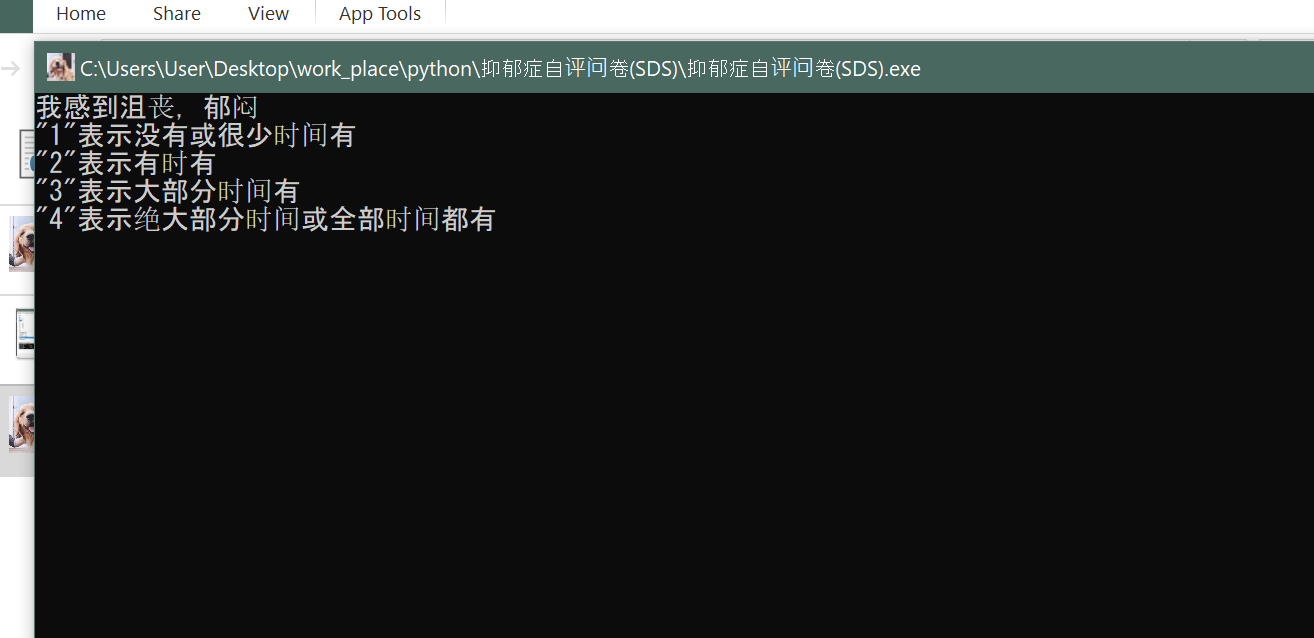 Home Share View App Tools
C:\Users\User\Desktop\work_place\python\抑郁症自评问卷(SDS)\抑郁症自评问卷(SDS).exe
我感到沮丧，郁闷
"1"表示没有或很少时间有
"2"表示有时有
"3"表示大部分时间有
"4"表示绝大部分时间或全部时间都有